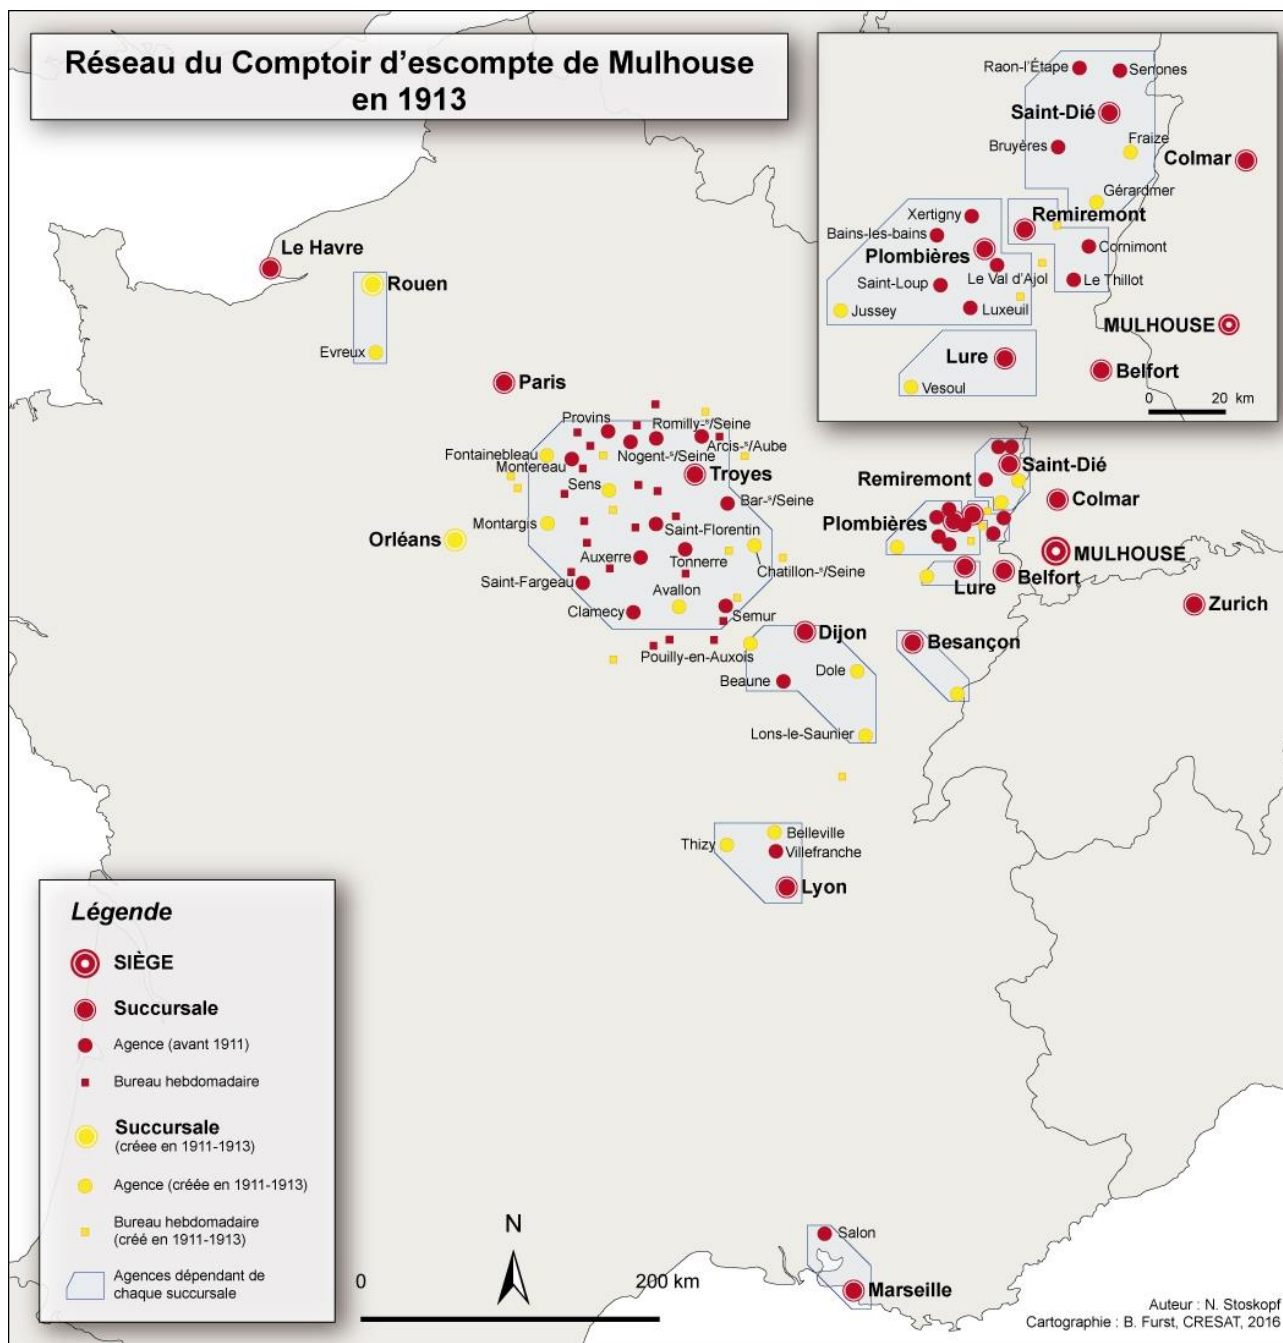 Réseau du Comptoir d'escompte de Mulhouse
en 1913
Raon-l'Étape
Senones
Saint-Dié
Bruyères
Fraize
Colmar
Gérardmer
Xertigny
Remiremont
Bains-les-bains
Cornimont
Plombières
Le Val d'Ajol
Le Thillot
Saint-Loup
Jussey
Luxeuil
MULHOUSE
Lure
Belfort
Vesoul
0 20 km
Le Havre
Rouen
Evreux
Paris
Provins
Romilly-s/Seine
Arcis-s/Aube
Fontainebleau
Nogent-s/Seine
Montereau
Troyes
Sens
Bar-s/Seine
Montargis
Saint-Florentin
Orléans
Auxerre
Tonnerre
Chatillon-s/Seine
Saint-Fargeau
Avallon
Clamecy
Semur
Pouilly-en-Auxois
Dijon
Beaune
Dole
Lons-le-Saunier
Saint-Dié
Remiremont
Colmar
Plombières
MULHOUSE
Lure
Belfort
Zurich
Besançon
Belleville
Thizy
Villefranche
Lyon
Salon
Marseille
Légende
SIÈGE
Succursale
Agence (avant 1911)
Bureau hebdomadaire
Succursale
(créee en 1911-1913)
Agence (créée en 1911-1913)
Bureau hebdomadaire
(créé en 1911-1913)
Agences dépendant de
chaque succursale
N
0 200 km
Auteur : N. Stoskopf
Cartographie : B. Furst, CRESAT, 2016